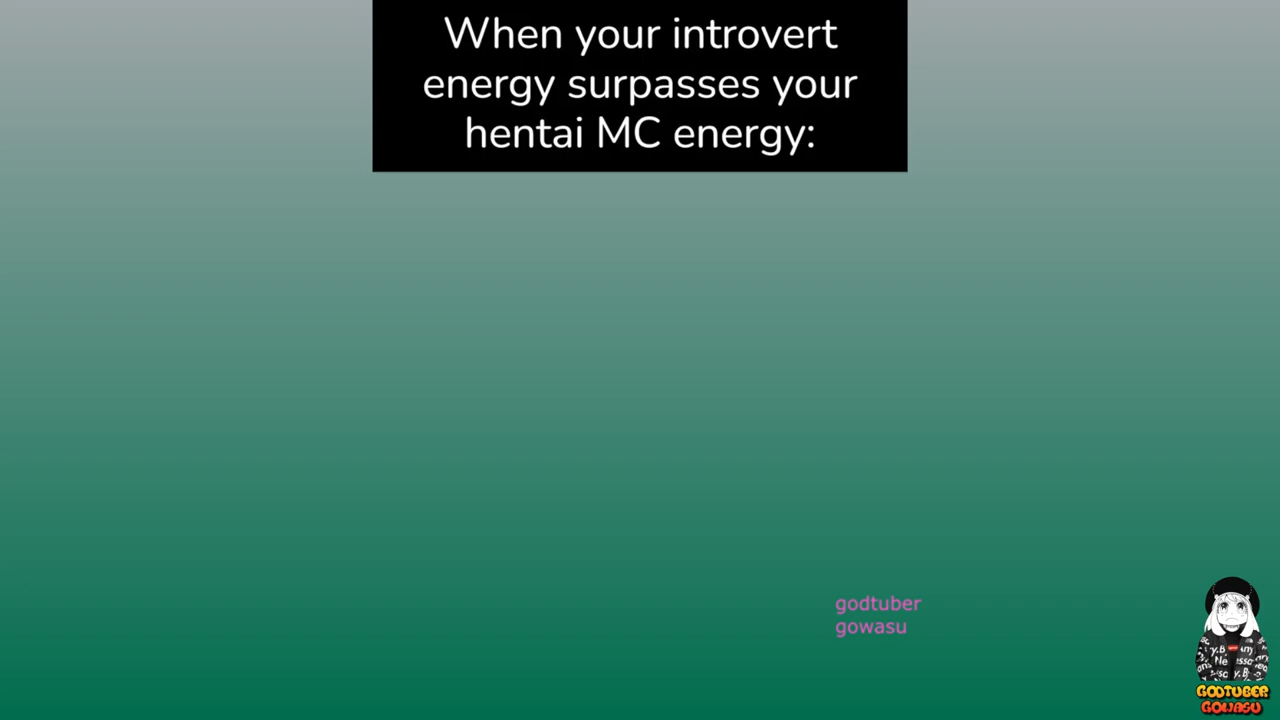 When your introvert
energy surpasses your
hentai MC energy:
godtuber
gowasu
GODTUBER
GOWASU